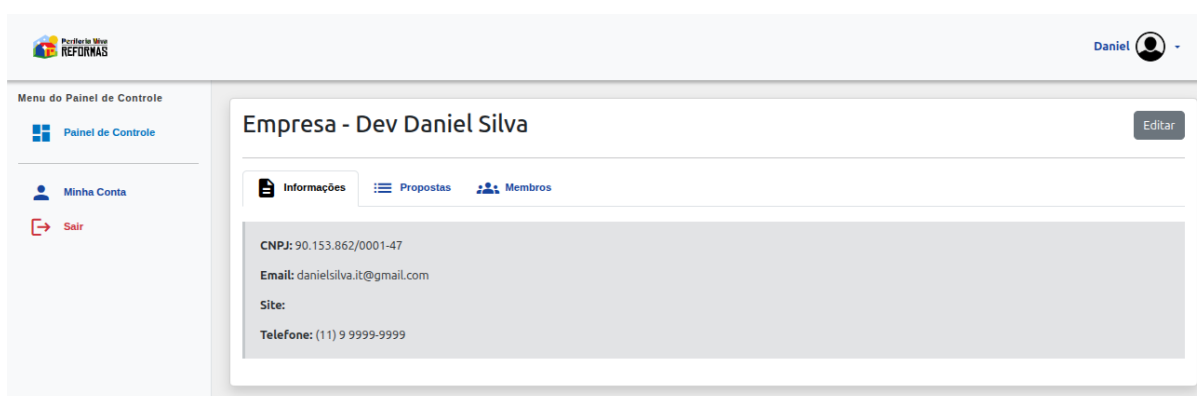 Periferia Viva
REFORMAS
Daniel
Menu do Painel de Controle
Painel de Controle
Minha Conta
Sair
Empresa - Dev Daniel Silva
Editar
Informações
Propostas
Membros
CNPJ: 90.153.862/0001-47
Email: danielsilva.it@gmail.com
Site:
Telefone: (11) 9 9999-9999